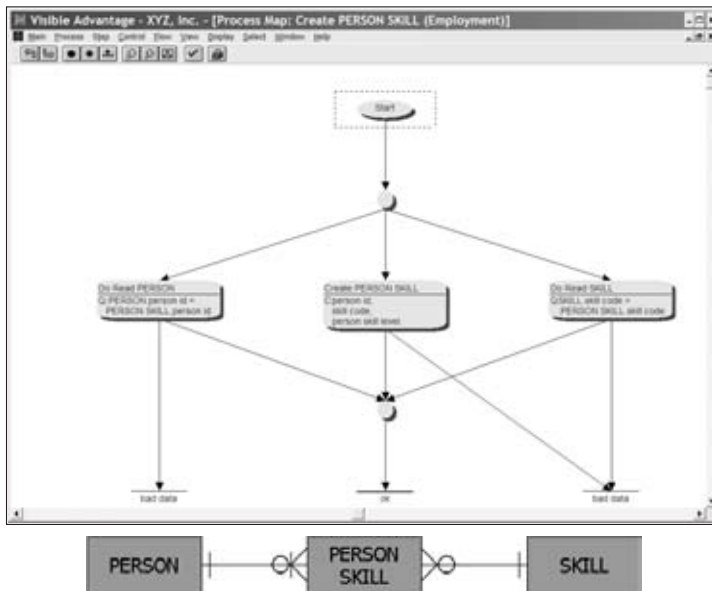 Visible Advantage - XYZ, Inc. - [Process Map: Create PERSON SKILL (Employment)]
Main Process Step Control Flow View Display Select Window Help
Start
Do Read PERSON
Q: PERSON.person id =
PERSON SKILL.person id
Create PERSON SKILL
C:person id,
skill code,
person skill level
Do Read SKILL
Q:SKILL.skill code =
PERSON SKILL.skill code
bad data
ok
bad data
PERSON
PERSON
SKILL
SKILL